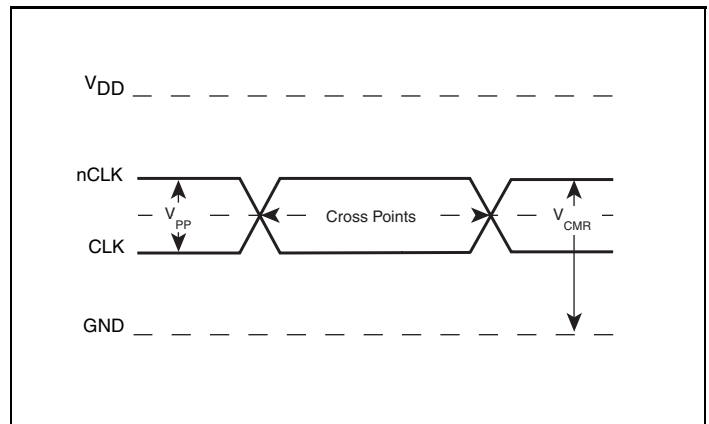 VDD
nCLK
VPP
Cross Points
VCMR
CLK
GND